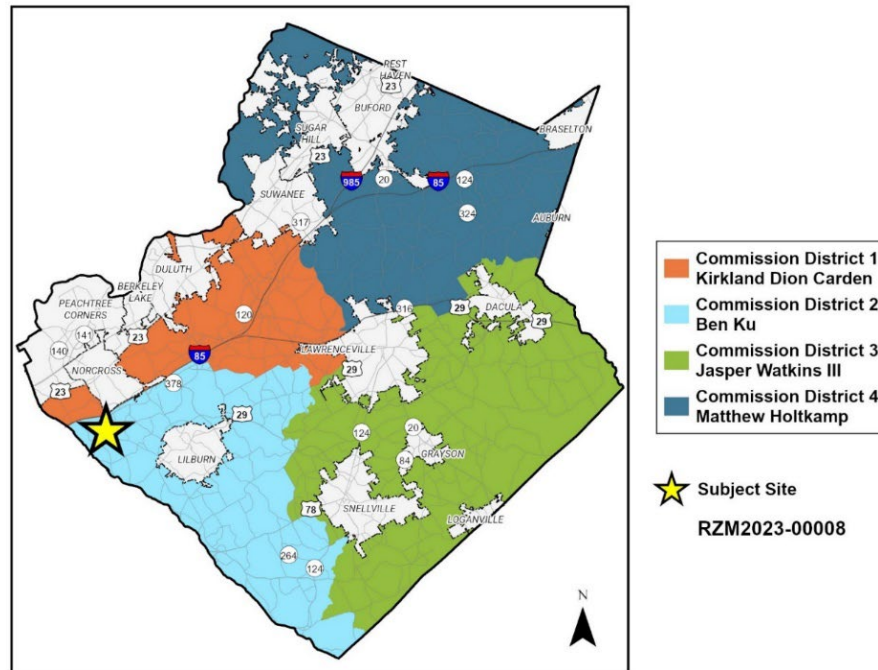 REST
HAVEN
23
BUFORD
BRASELTON
SUGAR
HILL
23
985
20
85
124
SUWANEE
324
317
AUBURN
DULUTH
BERKELEY
LAKE
PEACHTREE
CORNERS
120
316
29
DACULA
141
23
29
140
LAWRENCEVILLE
85
NORCROSS
29
23
378
29
124
20
LILBURN
GRAYSON
84
78
SNELLVILLE
LOGANVILLE
264
124
N
Commission District 1
Kirkland Dion Carden
Commission District 2
Ben Ku
Commission District 3
Jasper Watkins III
Commission District 4
Matthew Holtkamp
Subject Site
RZM2023-00008